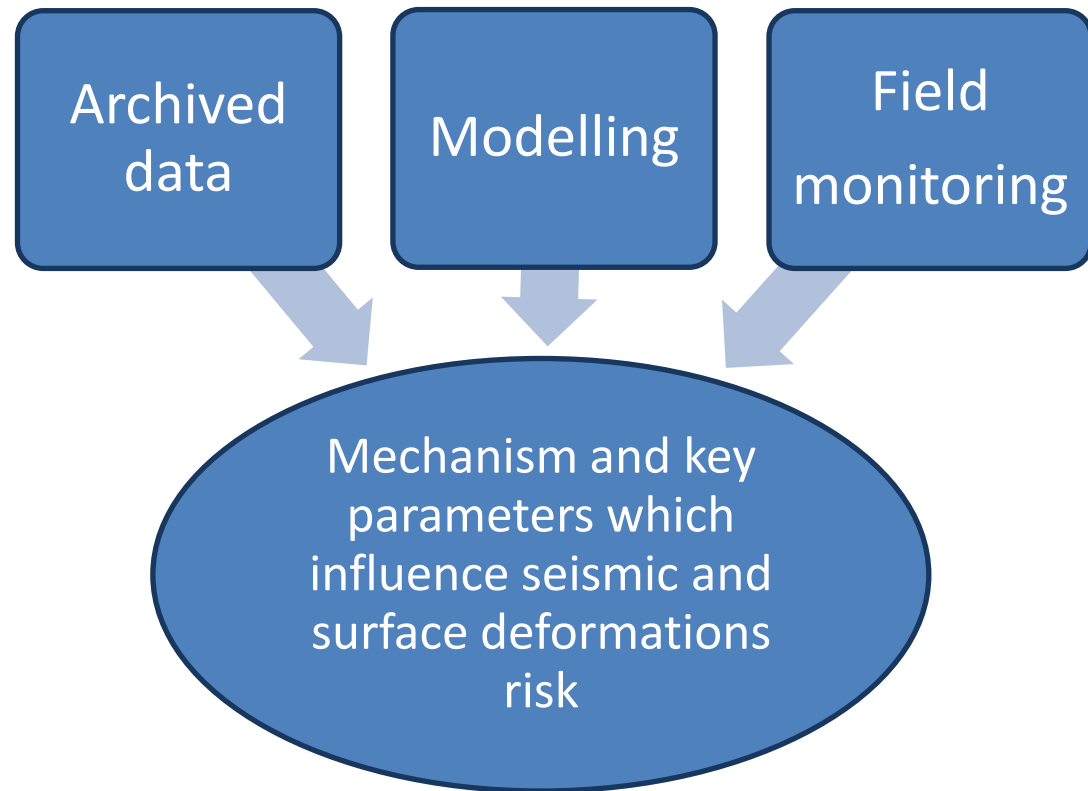 Archived
data
Modelling
Field
monitoring
Mechanism and key
parameters which
influence seismic and
surface deformations
risk